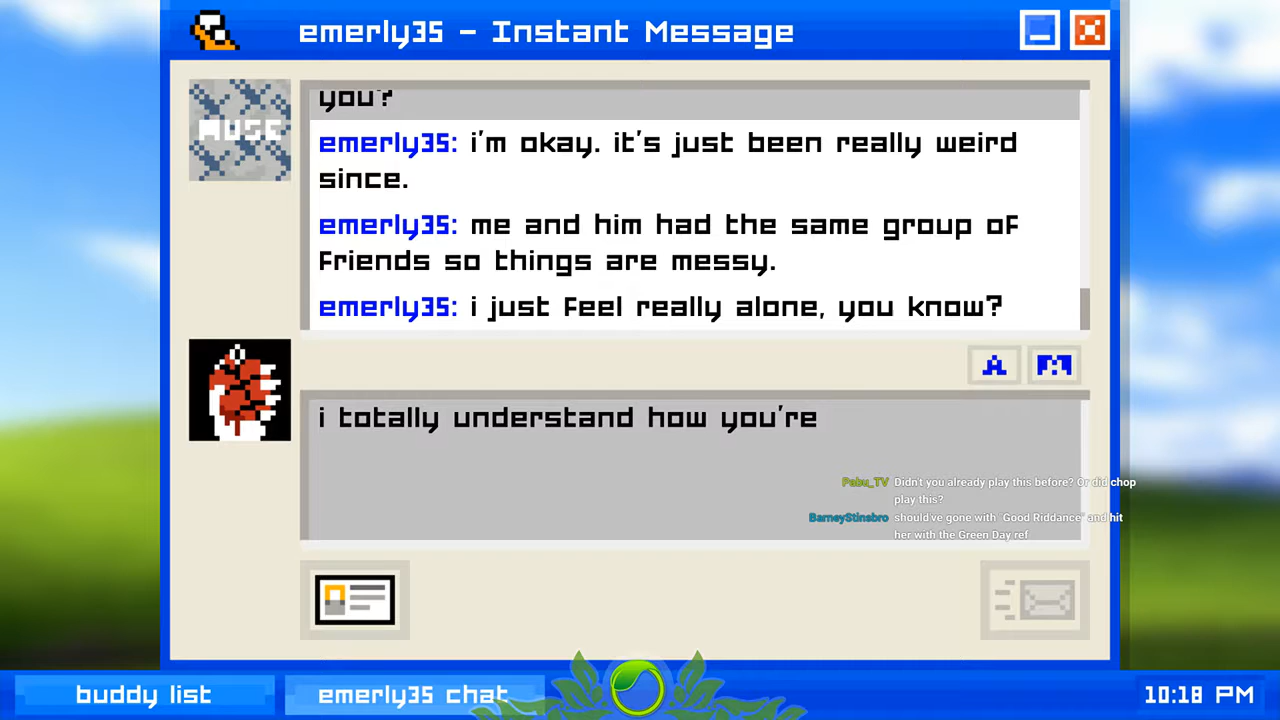 emerly35 - Instant Message
MUSE
you?
emerly35: i'm okay. it's just been really weird
since.
emerly35: me and him had the same group of
friends so things are messy.
emerly35: i just feel really alone, you know?
A
i totally understand how you're
Pabu_TV Didn't you already play this before? Or did chop
play this?
BarneyStinsbro should've gone with "Good Riddance" and hit
her with the Green Day ref
buddy list
emerly35 chat
10:18 PM